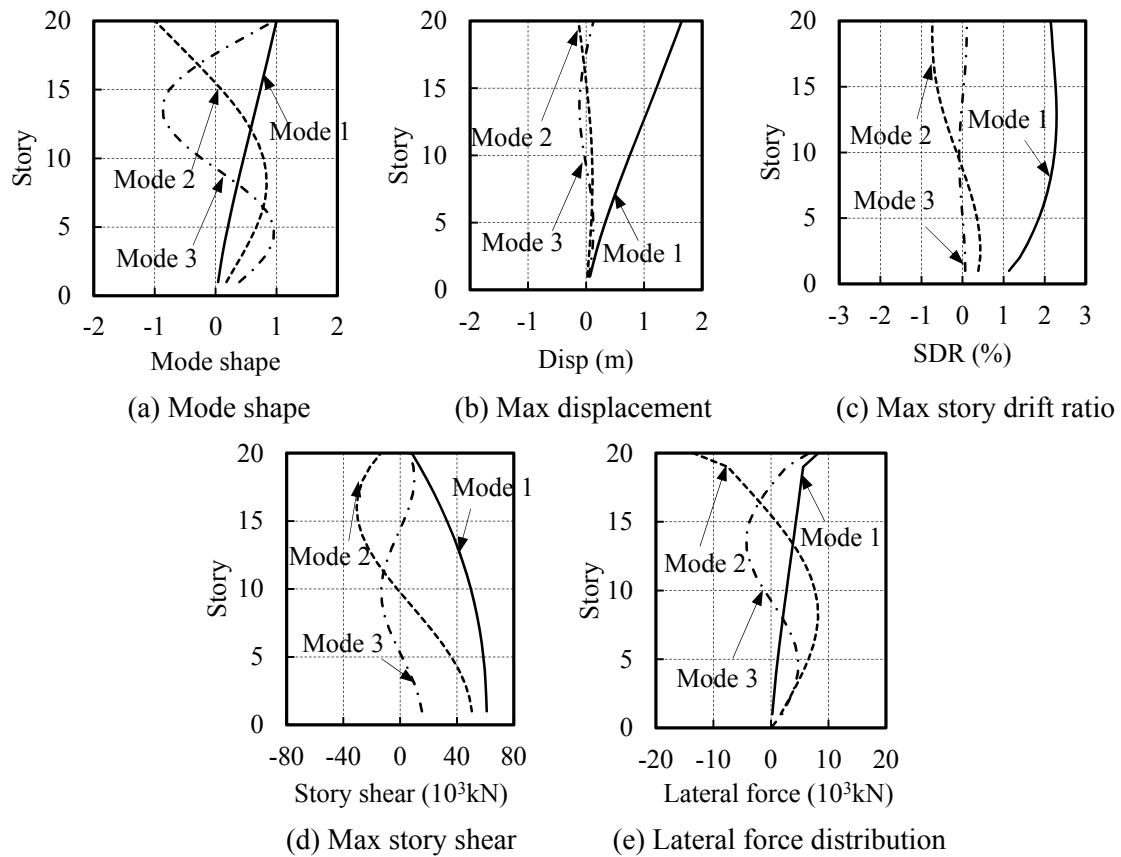 20
15
10
5
0
Story
Mode 1
Mode 2
Mode 3
-2 -1 0 1 2
Mode shape
(a) Mode shape
20
15
10
5
0
Story
Mode 2
Mode 3
Mode 1
-2 -1 0 1 2
Disp (m)
(b) Max displacement
20
15
10
5
0
Story
Mode 1
Mode 2
Mode 3
-3 -2 -1 0 1 2 3
SDR (%)
(c) Max story drift ratio
20
15
10
5
0
Story
Mode 1
Mode 2
Mode 3
-80 -40 0 40 80
Story shear (10³kN)
(d) Max story shear
20
15
10
5
0
Story
Mode 1
Mode 2
Mode 3
-20 -10 0 10 20
Lateral force (10³kN)
(e) Lateral force distribution